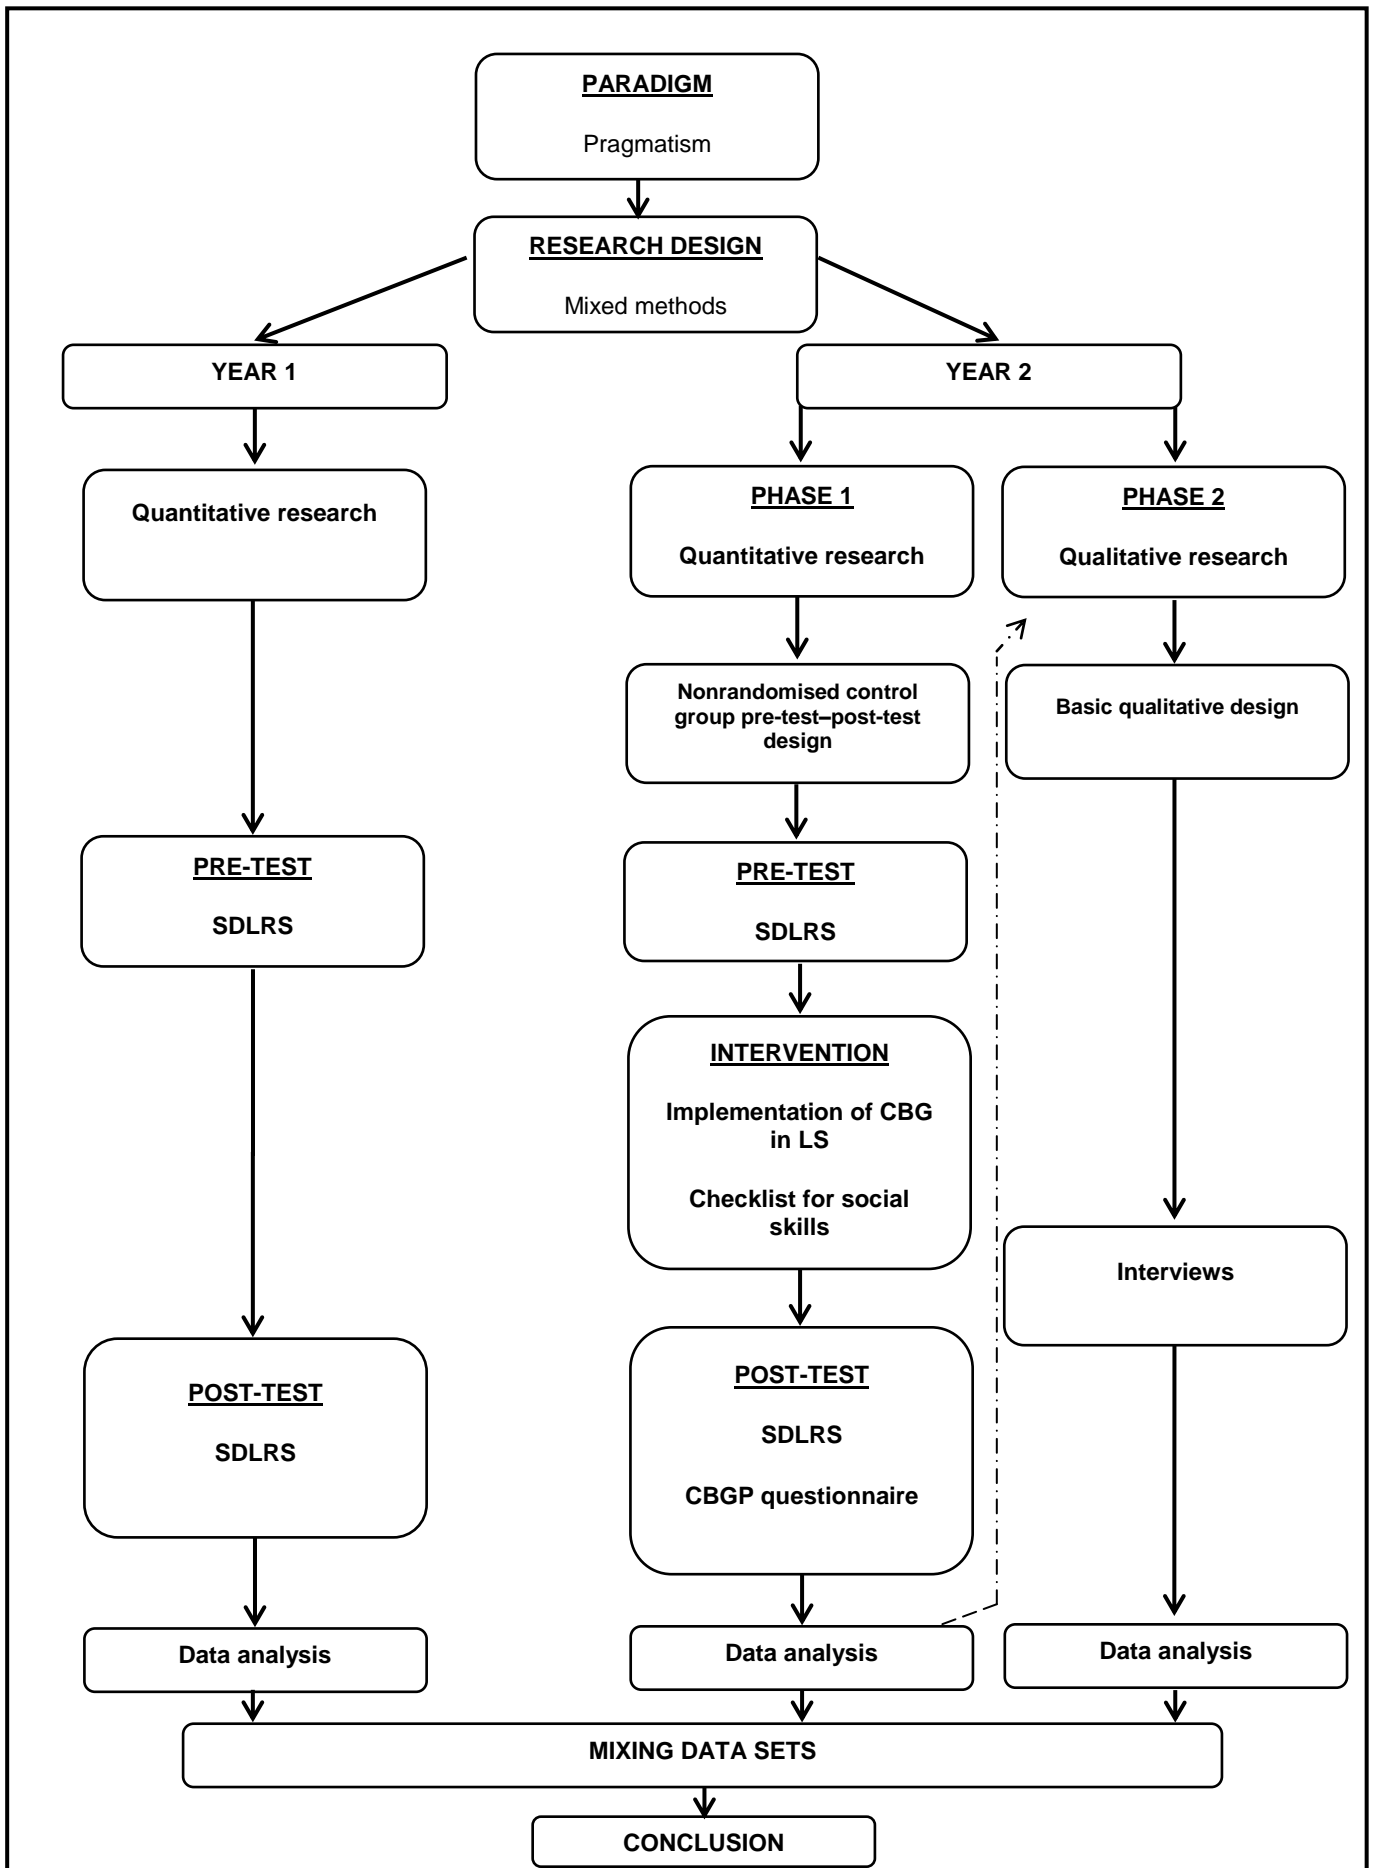 PARADIGM
Pragmatism
RESEARCH DESIGN
Mixed methods
YEAR 1
YEAR 2
Quantitative research
PHASE 1
Quantitative research
PHASE 2
Qualitative research
Nonrandomised control
group pre-test–post-test
design
Basic qualitative design
PRE-TEST
SDLRS
PRE-TEST
SDLRS
INTERVENTION
Implementation of CBG
in LS
Checklist for social
skills
Interviews
POST-TEST
SDLRS
POST-TEST
SDLRS
CBGP questionnaire
Data analysis
Data analysis
Data analysis
MIXING DATA SETS
CONCLUSION